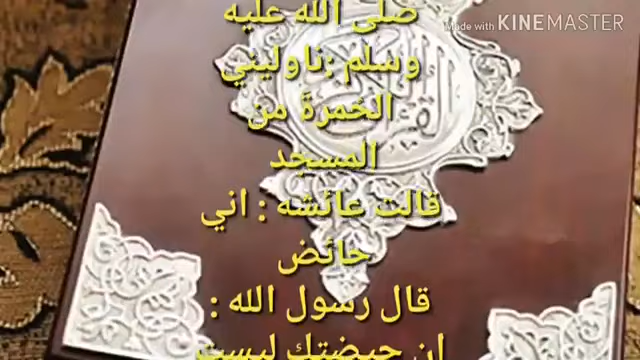 Made with KINEMASTER
صلى الله عليه
وسلم :ناوليني
الخمرة من
المسجد
قالت عائشه : اني
حائض
قال رسول الله :
ان حيضتك ليست